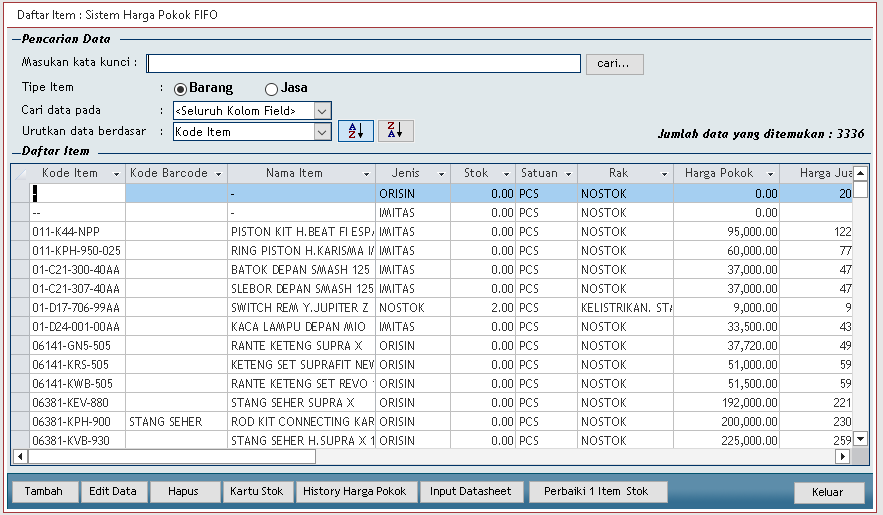 Daftar Item : Sistem Harga Pokok FIFO
Pencarian Data
Masukan kata kunci :
cari...
Tipe Item : Barang Jasa
Cari data pada : <Seluruh Kolom Field>
Urutkan data berdasar : Kode Item A Z Z A
Jumlah data yang ditemukan : 3336
Daftar Item
Kode Item Kode Barcode Nama Item Jenis Stok Satuan Rak Harga Pokok Harga Jua
- - ORISIN 0.00 PCS NOSTOK 0.00 20
-- - IMITAS 0.00 PCS NOSTOK 0.00
011-K44-NPP PISTON KIT H.BEAT FI ESPA IMITAS 0.00 PCS NOSTOK 95,000.00 122
011-KPH-950-025 RING PISTON H.KARISMA I/ IMITAS 0.00 PCS NOSTOK 60,000.00 77
01-C21-300-40AA BATOK DEPAN SMASH 125 IMITAS 0.00 PCS NOSTOK 37,000.00 47
01-C21-307-40AA SLEBOR DEPAN SMASH 125 IMITAS 0.00 PCS NOSTOK 37,000.00 47
01-D17-706-99AA SWITCH REM Y.JUPITER Z NOSTOK 2.00 PCS KELISTRIKAN. STA 9,000.00 9
01-D24-001-00AA KACA LAMPU DEPAN MIO IMITAS 0.00 PCS NOSTOK 33,500.00 43
06141-GN5-505 RANTE KETENG SUPRA X ORISIN 0.00 PCS NOSTOK 37,720.00 49
06141-KRS-505 KETENG SET SUPRAFIT NEW ORISIN 0.00 PCS NOSTOK 51,000.00 59
06141-KWB-505 RANTE KETENG SET REVO 1 ORISIN 0.00 PCS NOSTOK 51,500.00 59
06381-KEV-880 STANG SEHER SUPRA X ORISIN 0.00 PCS NOSTOK 192,000.00 221
06381-KPH-900 STANG SEHER ROD KIT CONNECTING KAR ORISIN 0.00 PCS NOSTOK 200,000.00 230
06381-KVB-930 STANG SEHER H.SUPRA X 1 ORISIN 0.00 PCS NOSTOK 225,000.00 259
Tambah Edit Data Hapus Kartu Stok History Harga Pokok Input Datasheet Perbaiki 1 Item Stok Keluar